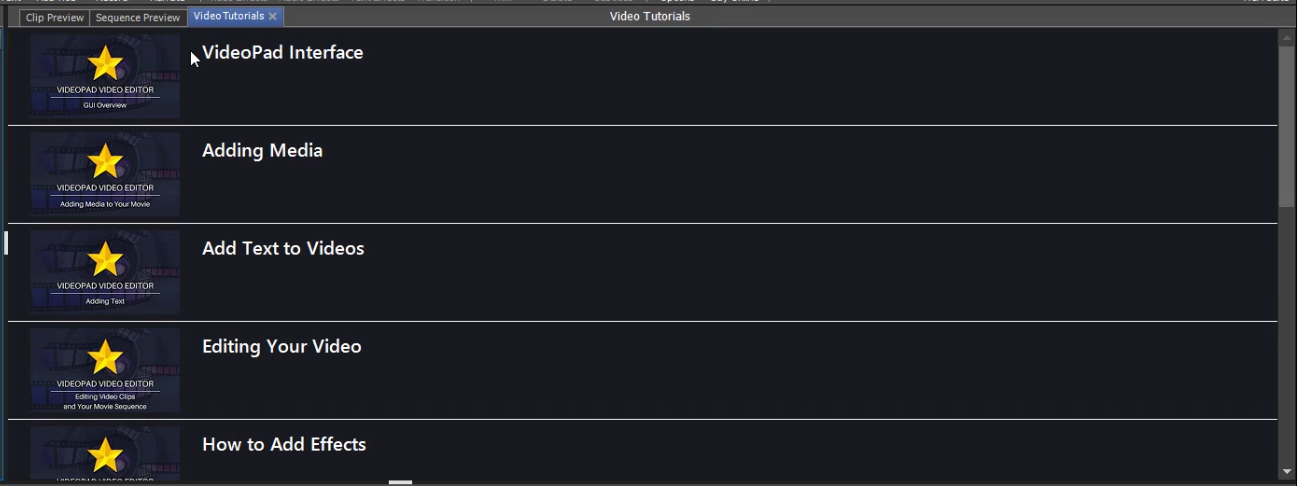 Clip Preview
Sequence Preview
Video Tutorials
Video Tutorials
VIDEOPAD VIDEO EDITOR
GUI Overview
VideoPad Interface
VIDEOPAD VIDEO EDITOR
Adding Media to Your Movie
Adding Media
VIDEOPAD VIDEO EDITOR
Adding Text
Add Text to Videos
VIDEOPAD VIDEO EDITOR
Editing Video Clips
and Your Movie Sequence
Editing Your Video
How to Add Effects